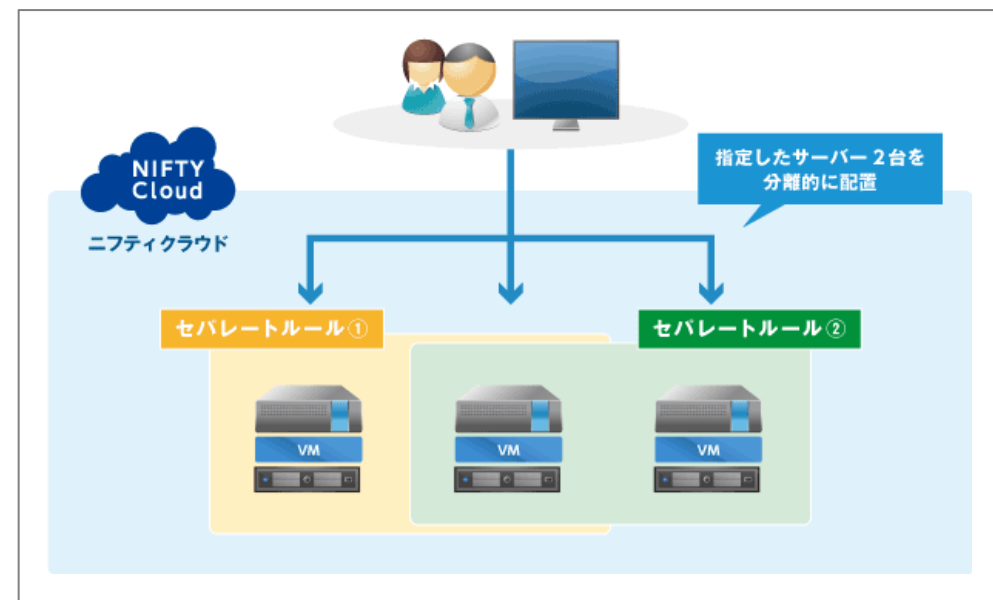 指定したサーバー2台を
分離的に配置
NIFTY
Cloud
ニフティクラウド
セパレートルール①
セパレートルール②
VM
VM
VM